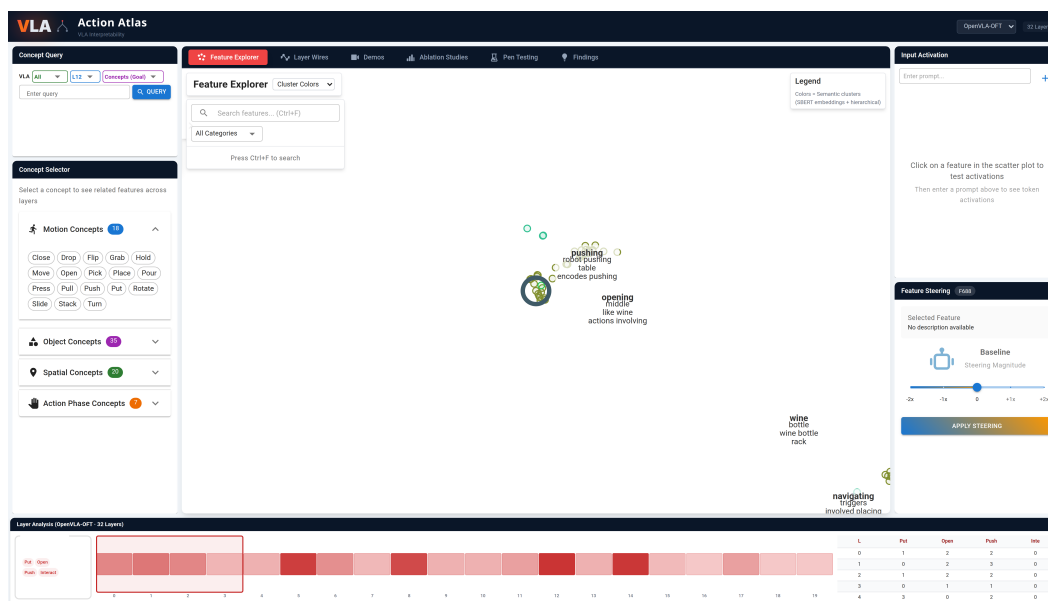 VLA
Action Atlas
VLA Interpretability
OpenVLA-OFT
32 Layer
Concept Query
VLA All L12 Concepts (Goal)
Enter query
QUERY
Concept Selector
Select a concept to see related features across
layers
Motion Concepts 18
Close Drop Flip Grab Hold
Move Open Pick Place Pour
Press Pull Push Put Rotate
Slide Stack Turn
Object Concepts 35
Spatial Concepts 20
Action Phase Concepts 7
Feature Explorer Layer Wires Demos Ablation Studies Pen Testing Findings
Feature Explorer Cluster Colors
Search features... (Ctrl+F)
All Categories
Press Ctrl+F to search
Legend
Colors = Semantic clusters
(SBERT embeddings + hierarchical)
pushing
robot pushing
table
encodes pushing
opening
middle
like wine
actions involving
wine
bottle
wine bottle
rack
navigating
triggers
involved placing
Input Activation
Enter prompt...
Click on a feature in the scatter plot to
test activations
Then enter a prompt above to see token
activations
Feature Steering F688
Selected Feature
No description available
Baseline
Steering Magnitude
-2x -1x 0 +1x +2x
APPLY STEERING
Layer Analysis (OpenVLA-OFT - 32 Layers)
Put Open
Push Interact
0 1 2 3 4 5 6 7 8 9 10 11 12 13 14 15 16 17 18 19
L Put Open Push Inte
0 1 2 2 0
1 0 2 3 0
2 1 2 2 0
3 0 1 1 0
4 3 0 2 0